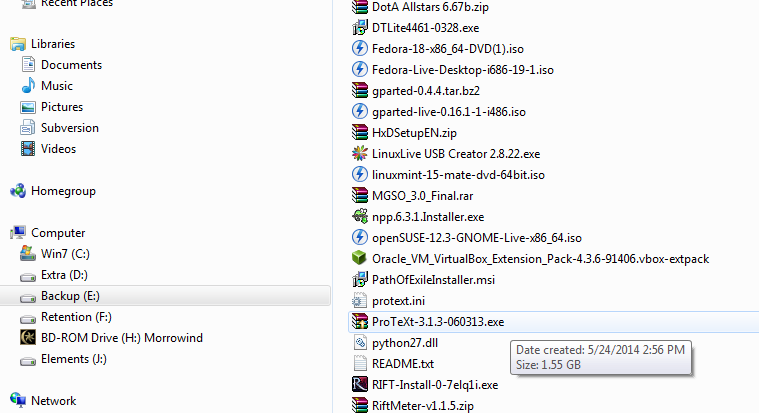 Recent Places
Libraries
Documents
Music
Pictures
Subversion
Videos
Homegroup
Computer
Win7 (C:)
Extra (D:)
Backup (E:)
Retention (F:)
BD-ROM Drive (H:) Morrowind
Elements (J:)
Network
DotA Allstars 6.67b.zip
DTLite4461-0328.exe
Fedora-18-x86_64-DVD(1).iso
Fedora-Live-Desktop-i686-19-1.iso
gparted-0.4.4.tar.bz2
gparted-live-0.16.1-1-i486.iso
HxDSetupEN.zip
LinuxLive USB Creator 2.8.22.exe
linuxmint-15-mate-dvd-64bit.iso
MGSO_3.0_Final.rar
npp.6.3.1.Installer.exe
openSUSE-12.3-GNOME-Live-x86_64.iso
Oracle_VM_VirtualBox_Extension_Pack-4.3.6-91406.vbox-extpack
PathOfExileInstaller.msi
protext.ini
ProTeXt-3.1.3-060313.exe
python27.dll
README.txt
RIFT-Install-0-7elq1i.exe
RiftMeter-v1.1.5.zip
Date created: 5/24/2014 2:56 PM
Size: 1.55 GB